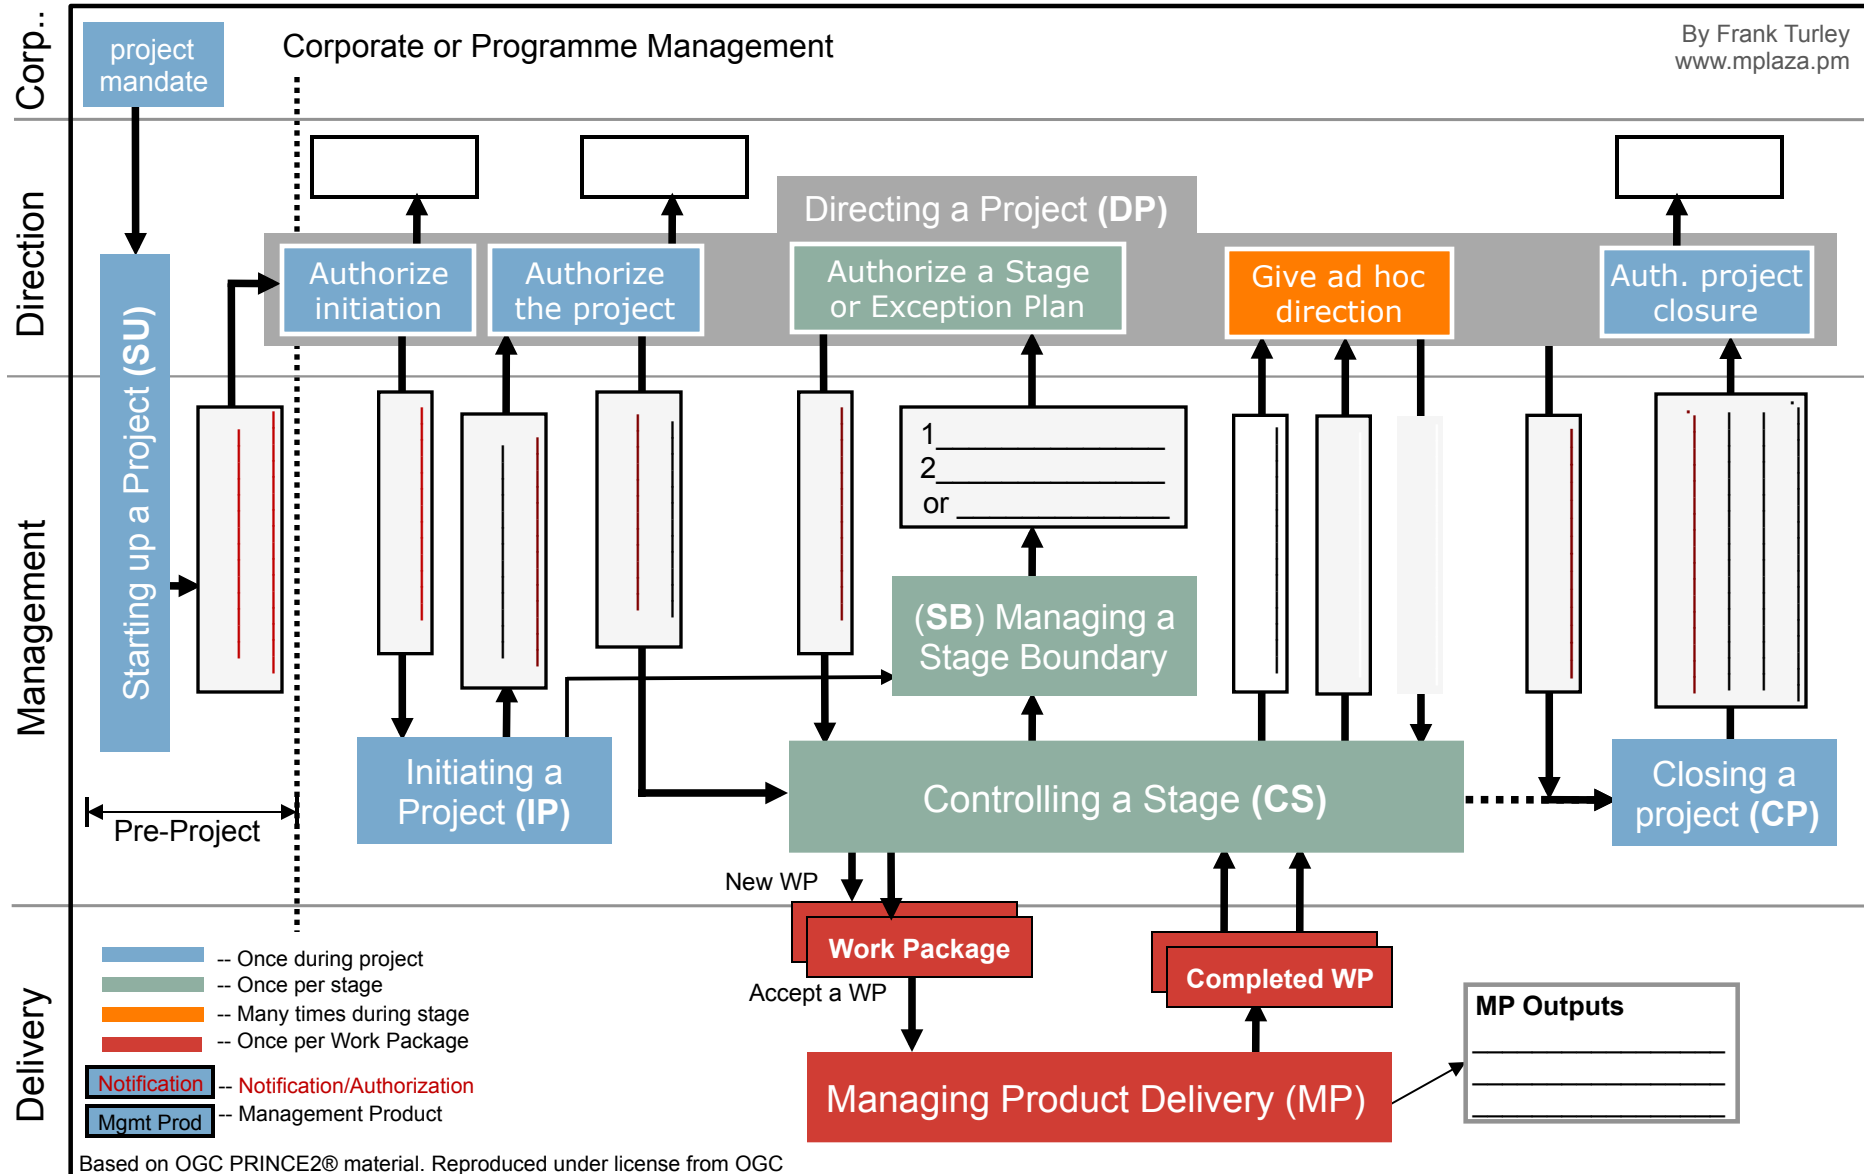 Corp..
project
mandate
Corporate or Programme Management
By Frank Turley
www.mplaza.pm
Direction
Directing a Project (DP)
Authorize
initiation
Authorize
the project
Authorize a Stage
or Exception Plan
Give ad hoc
direction
Auth. project
closure
Management
Starting up a Project (SU)
1
2
or
(SB) Managing a
Stage Boundary
Initiating a
Project (IP)
Controlling a Stage (CS)
Closing a
project (CP)
Pre-Project
New WP
Delivery
Work Package
Completed WP
Accept a WP
MP Outputs
Managing Product Delivery (MP)
-- Once during project
-- Once per stage
-- Many times during stage
-- Once per Work Package
Notification -- Notification/Authorization
Mgmt Prod -- Management Product
Based on OGC PRINCE2® material. Reproduced under license from OGC